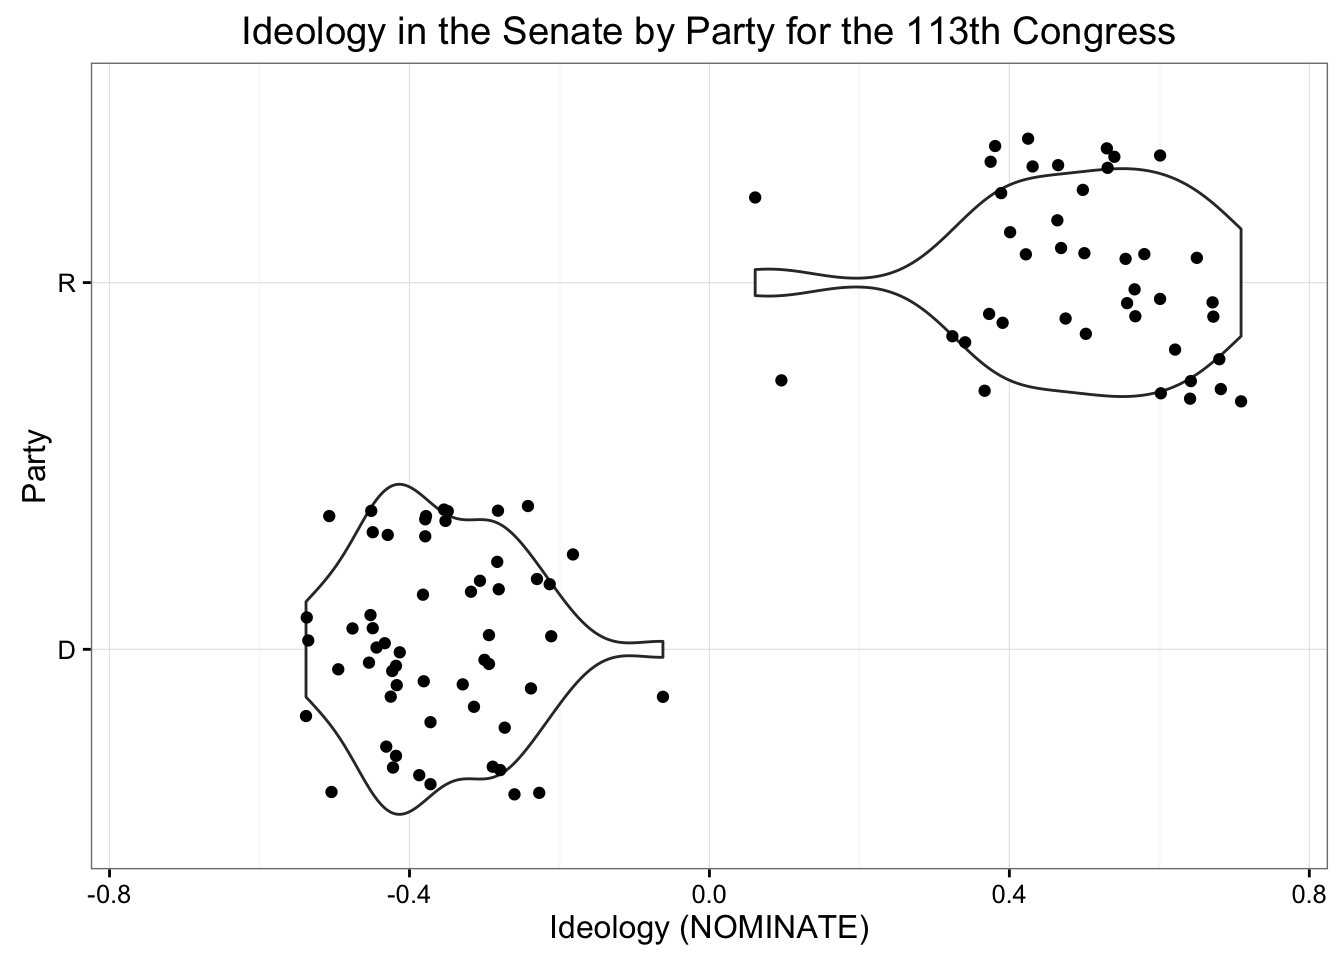 Ideology in the Senate by Party for the 113th Congress
Party
R
D
-0.8 -0.4 0.0 0.4 0.8
Ideology (NOMINATE)